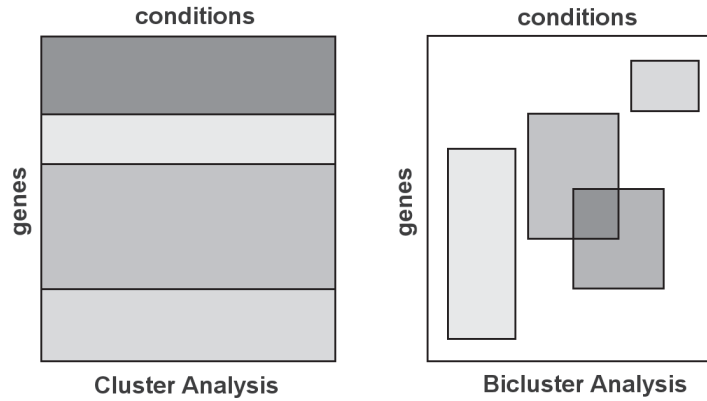 conditions
genes
Cluster Analysis
conditions
genes
Bicluster Analysis